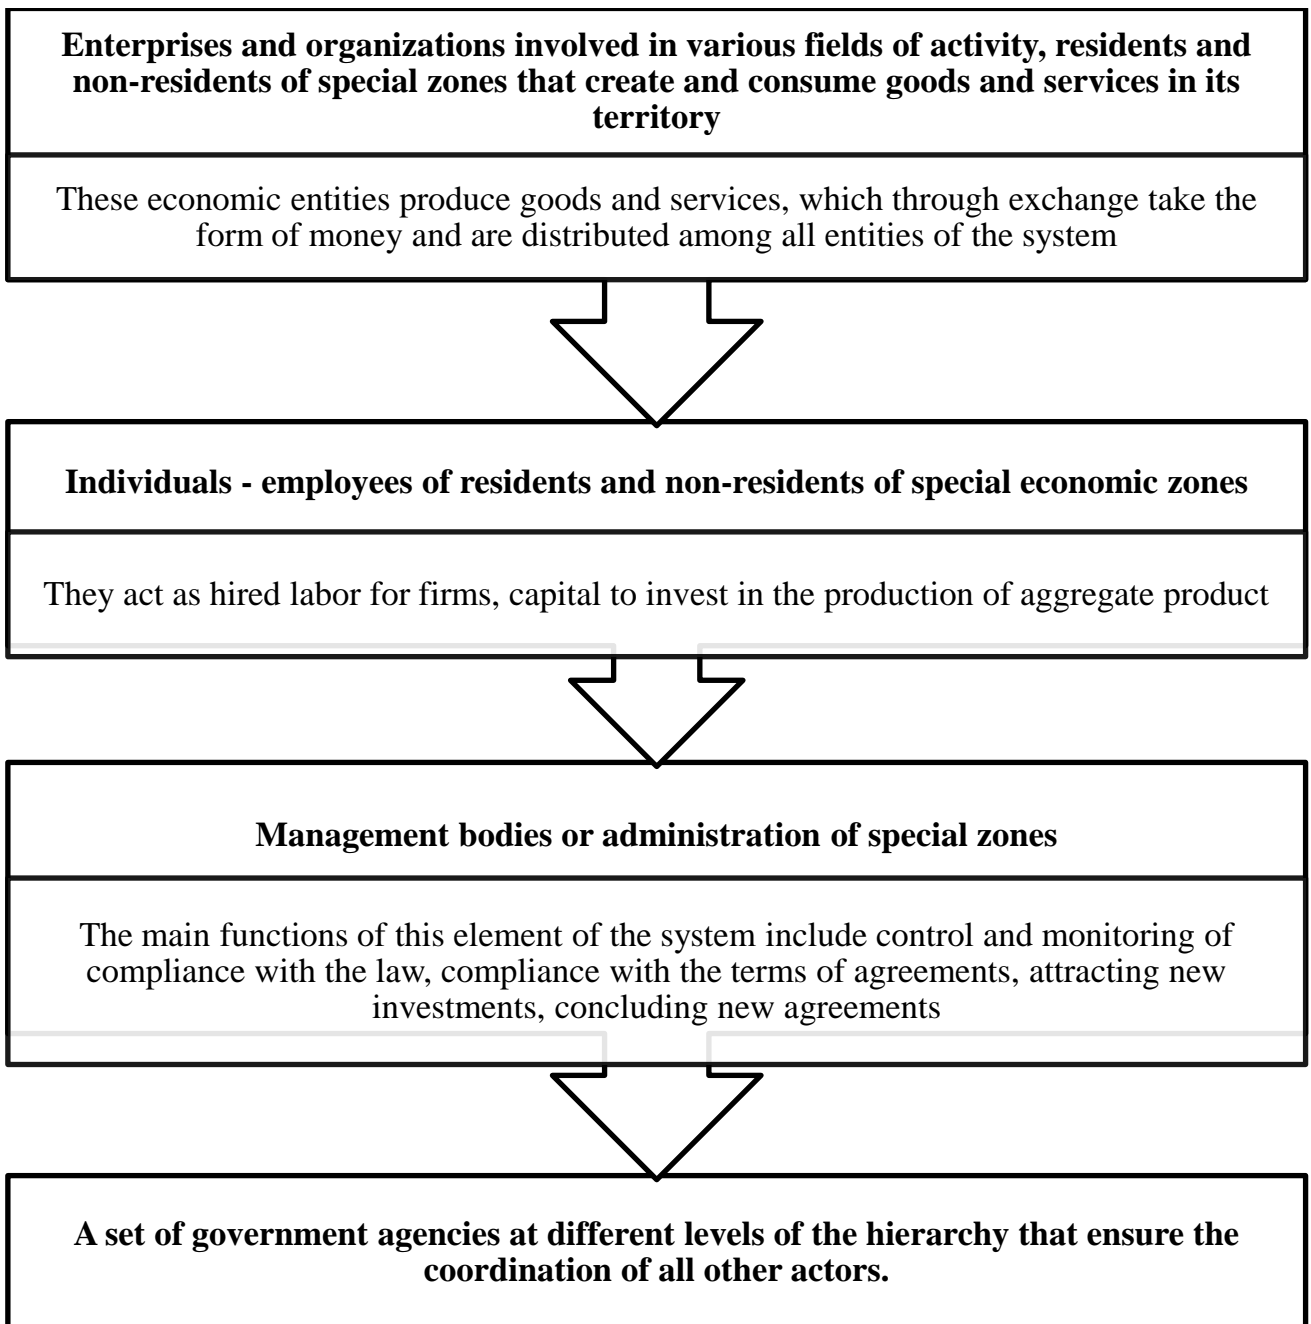 Enterprises and organizations involved in various fields of activity, residents and
non-residents of special zones that create and consume goods and services in its
territory
These economic entities produce goods and services, which through exchange take the
form of money and are distributed among all entities of the system
Individuals - employees of residents and non-residents of special economic zones
They act as hired labor for firms, capital to invest in the production of aggregate product
Management bodies or administration of special zones
The main functions of this element of the system include control and monitoring of
compliance with the law, compliance with the terms of agreements, attracting new
investments, concluding new agreements
A set of government agencies at different levels of the hierarchy that ensure the
coordination of all other actors.